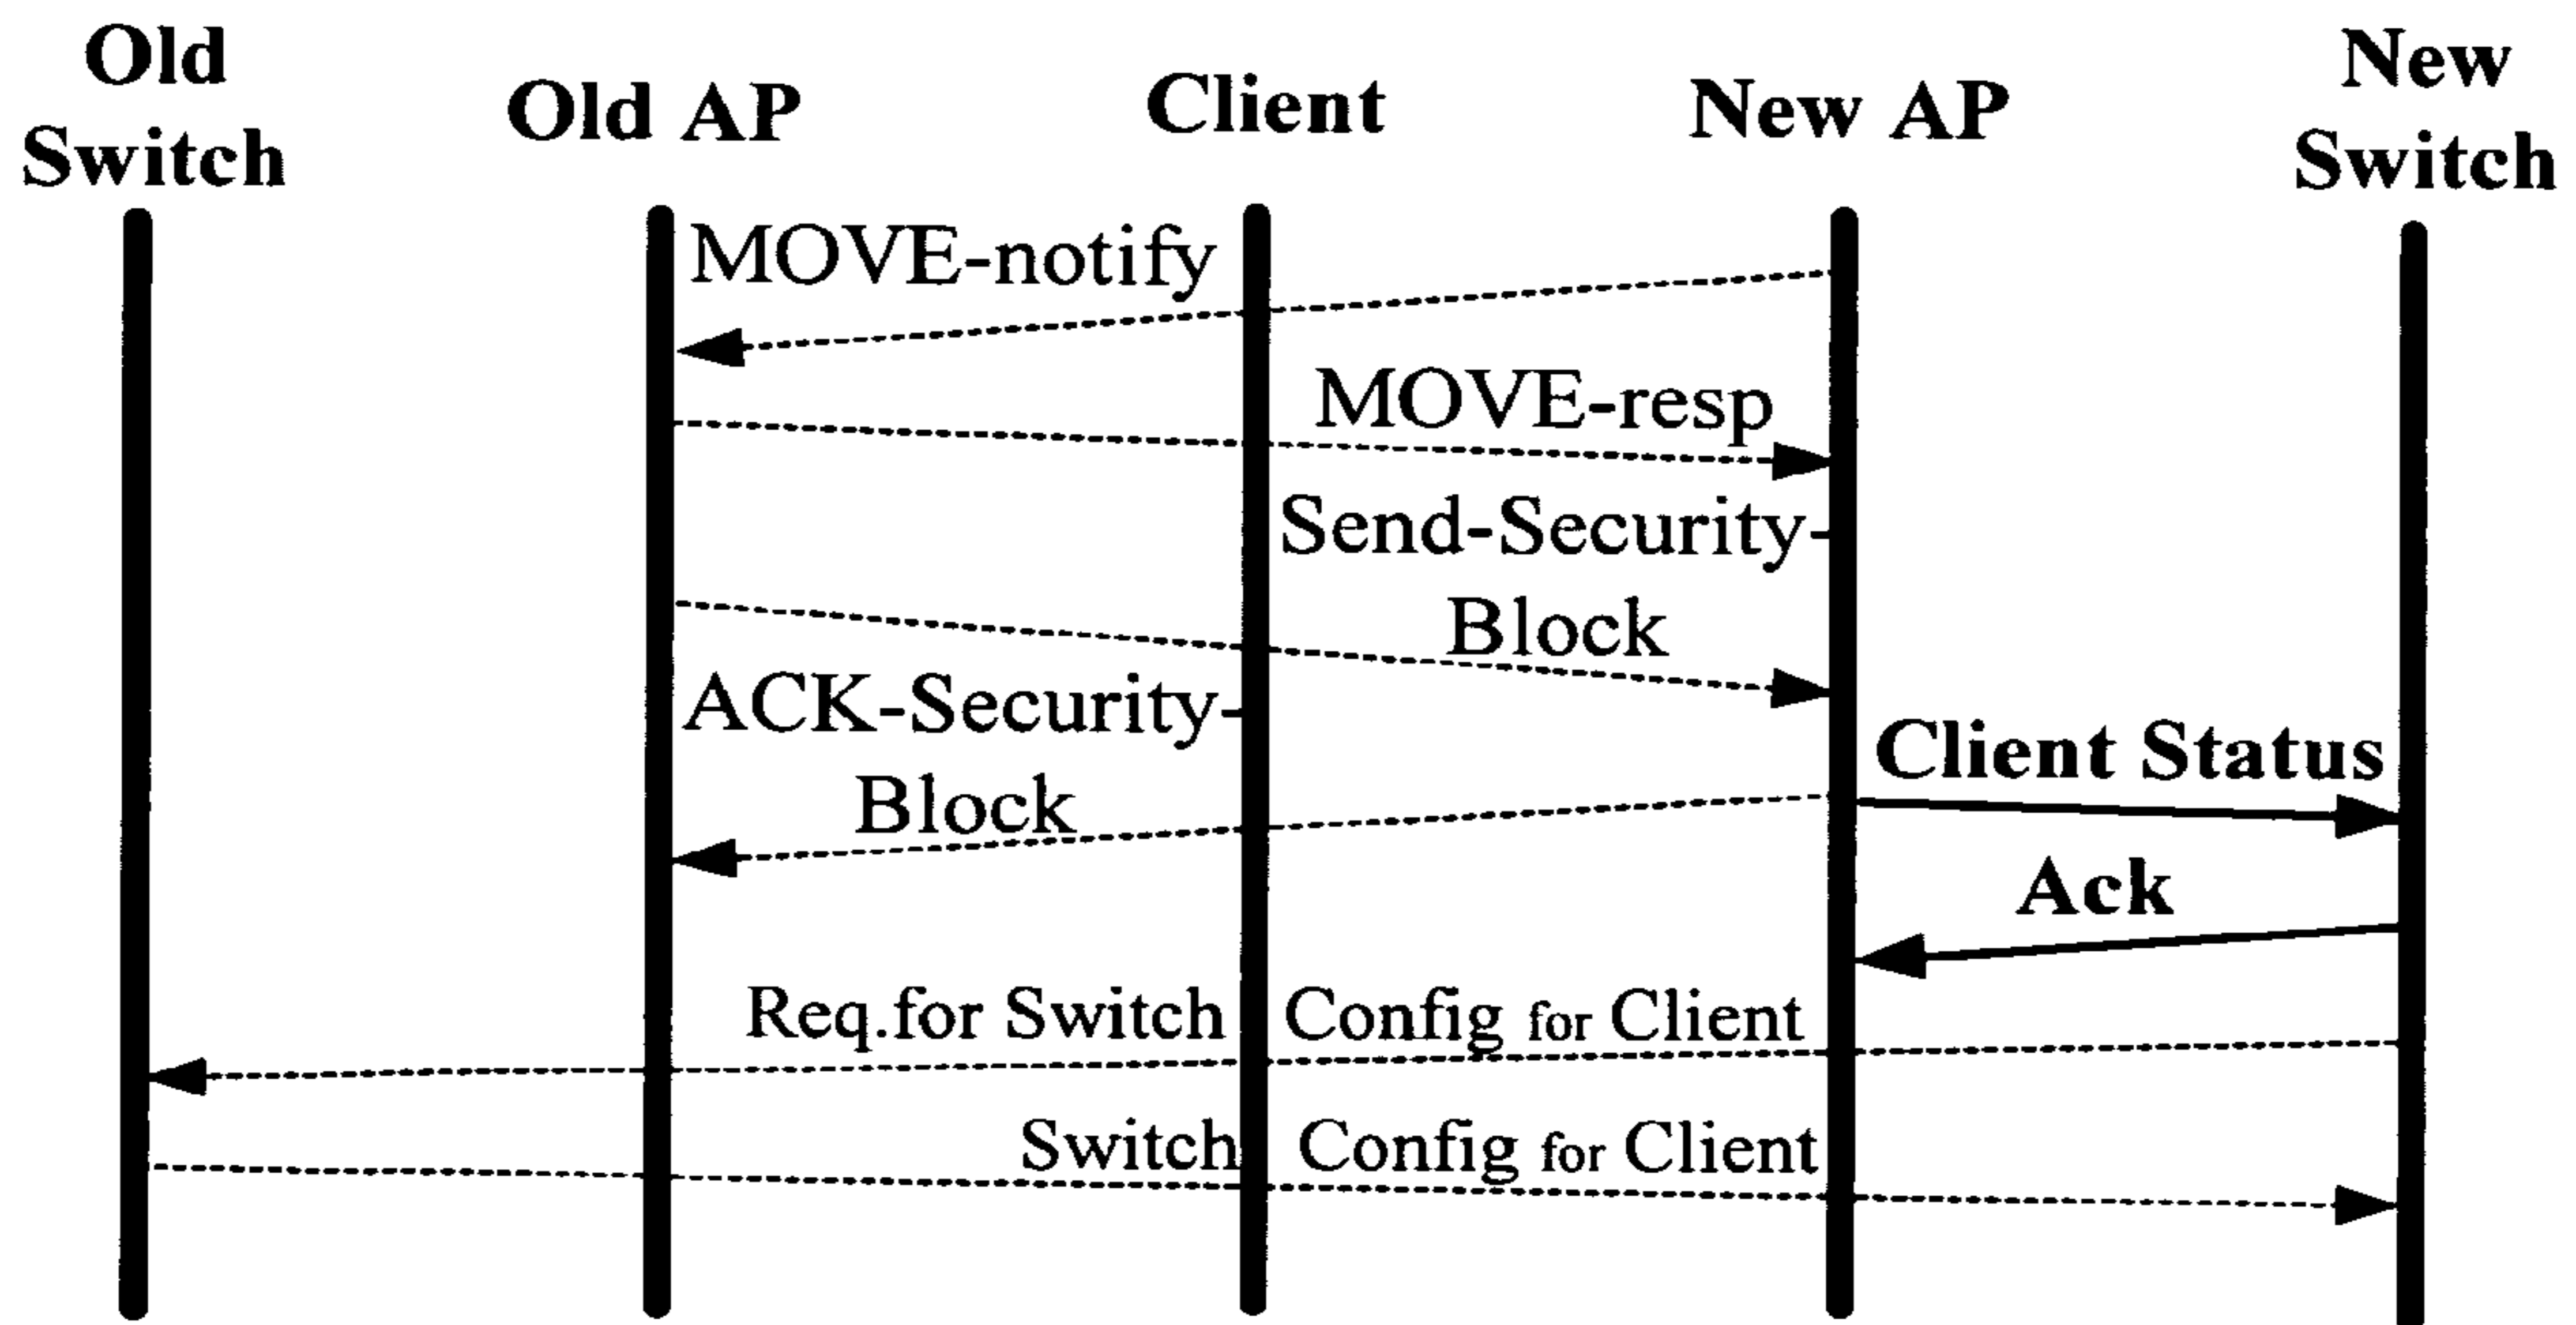 Old
Switch
Old AP
Client
New AP
New
Switch
MOVE-notify
MOVE-resp
Send-Security-
Block
ACK-Security-
Block
Client Status
Ack
Req.for Switch Config for Client
Switch Config for Client